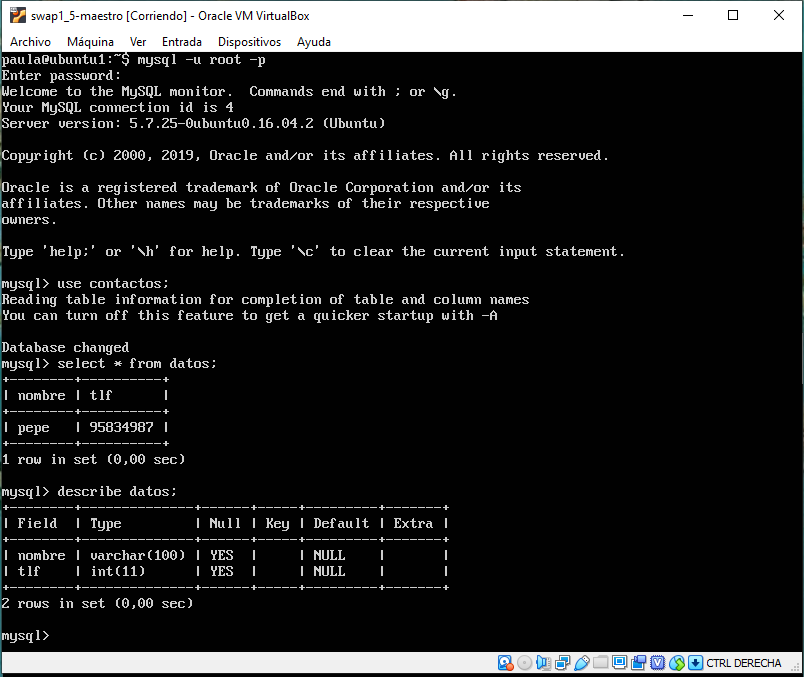 swap1_5-maestro [Corriendo] - Oracle VM VirtualBox
Archivo Máquina Ver Entrada Dispositivos Ayuda
paula@ubuntu1:~$ mysql -u root -p
Enter password:
Welcome to the MySQL monitor.  Commands end with ; or \g.
Your MySQL connection id is 4
Server version: 5.7.25-0ubuntu0.16.04.2 (Ubuntu)
Copyright (c) 2000, 2019, Oracle and/or its affiliates. All rights reserved.
Oracle is a registered trademark of Oracle Corporation and/or its
affiliates. Other names may be trademarks of their respective
owners.
Type 'help;' or '\h' for help. Type '\c' to clear the current input statement.
mysql> use contactos;
Reading table information for completion of table and column names
You can turn off this feature to get a quicker startup with -A
Database changed
mysql> select * from datos;
+--------+----------+
| nombre | tlf      |
+--------+----------+
| pepe   | 95834987 |
+--------+----------+
1 row in set (0,00 sec)
mysql> describe datos;
+--------+--------------+------+-----+---------+-------+
| Field  | Type         | Null | Key | Default | Extra |
+--------+--------------+------+-----+---------+-------+
| nombre | varchar(100) | YES  |     | NULL    |       |
| tlf    | int(11)      | YES  |     | NULL    |       |
+--------+--------------+------+-----+---------+-------+
2 rows in set (0,00 sec)
mysql>
CTRL DERECHA